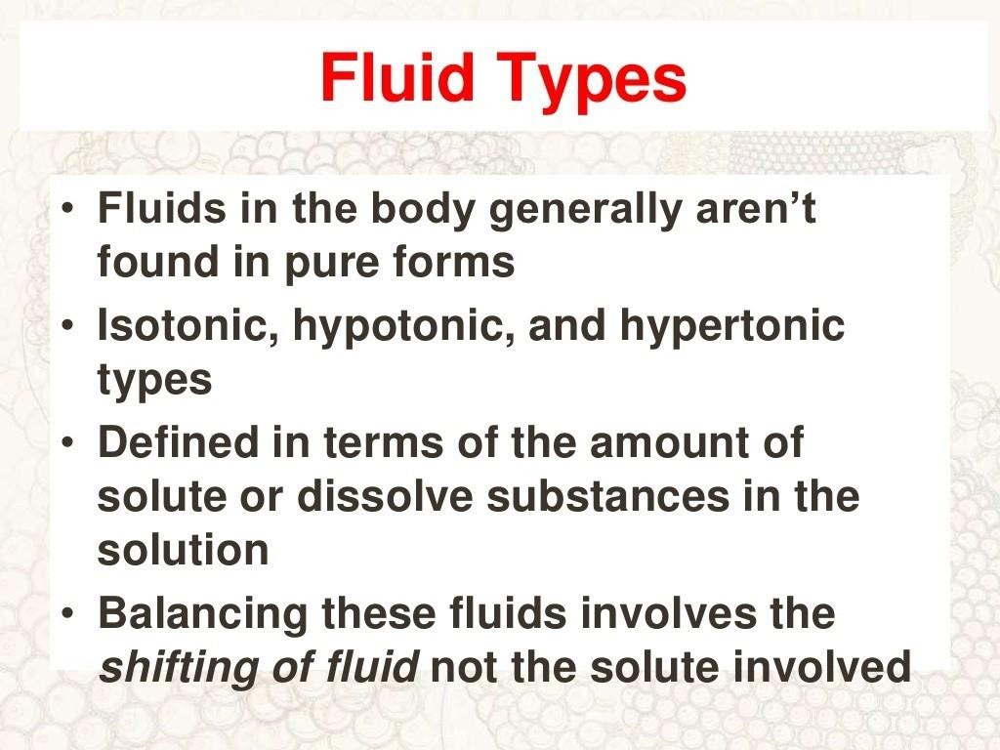 Fluid Types
• Fluids in the body generally aren’t
found in pure forms
• Isotonic, hypotonic, and hypertonic
types
• Defined in terms of the amount of
solute or dissolve substances in the
solution
• Balancing these fluids involves the
shifting of fluid not the solute involved